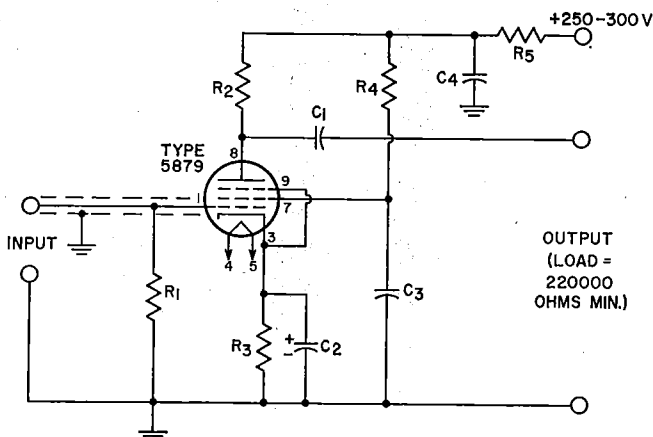 +250-300 V
R5
R2
R4
C4
C1
TYPE
5879
8
9
7
3
4
5
1
INPUT
R1
R3
+
-
C2
C3
OUTPUT
(LOAD =
220000
OHMS MIN.)